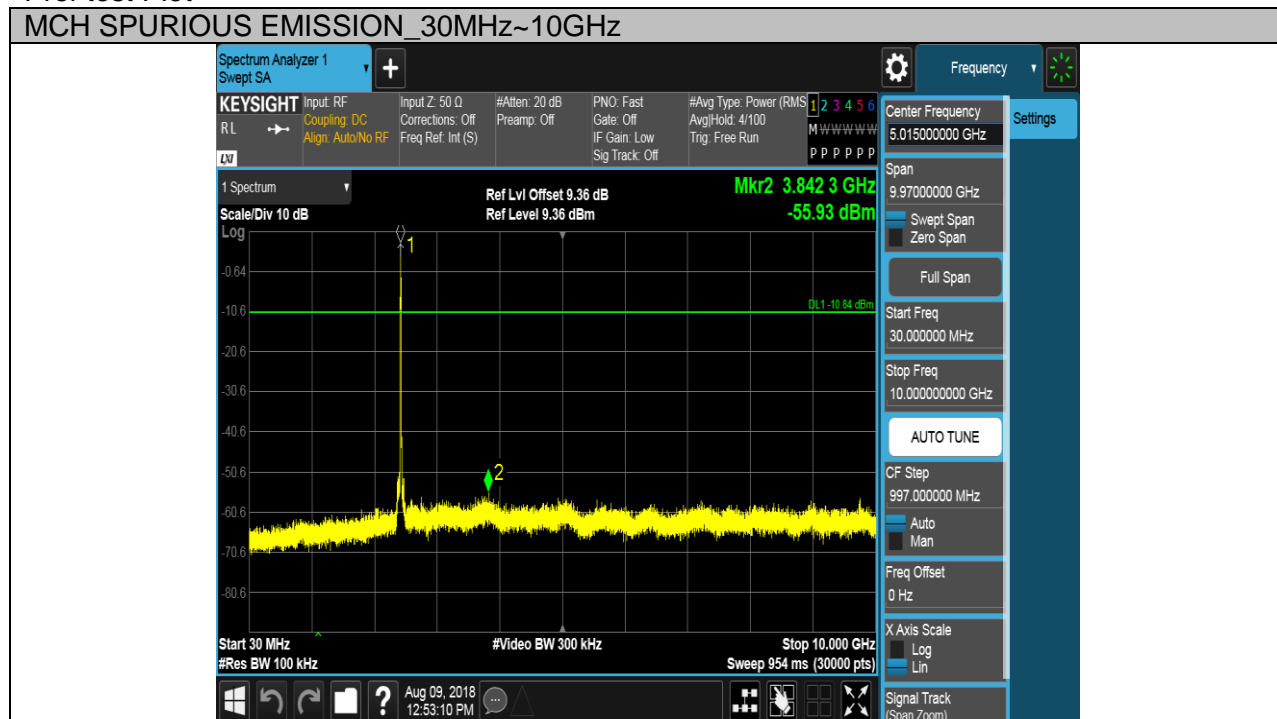 MCH SPURIOUS EMISSION_30MHz~10GHz
Spectrum Analyzer 1
Swept SA
+
Frequency
KEYSIGHT
RL
LXI
Input: RF
Coupling: DC
Align: Auto/No RF
Input Z: 50 Ω
Corrections: Off
Freq Ref: Int (S)
#Atten: 20 dB
Preamp: Off
PNO: Fast
Gate: Off
IF Gain: Low
Sig Track: Off
#Avg Type: Power (RMS
Avg|Hold: 4/100
Trig: Free Run
1 2 3 4 5 6
M W W W W W
P P P P P P
1 Spectrum
Scale/Div 10 dB
Log
Ref Lvl Offset 9.36 dB
Ref Level 9.36 dBm
Mkr2 3.842 3 GHz
-55.93 dBm
1
-0.64
-10.6
DL1 -10.84 dBm
-20.6
-30.6
-40.6
-50.6
2
-60.6
-70.6
-80.6
Start 30 MHz
#Res BW 100 kHz
#Video BW 300 kHz
Stop 10.000 GHz
Sweep 954 ms (30000 pts)
?
Aug 09, 2018
12:53:10 PM
Center Frequency
5.015000000 GHz
Settings
Span
9.97000000 GHz
Swept Span
Zero Span
Full Span
Start Freq
30.000000 MHz
Stop Freq
10.000000000 GHz
AUTO TUNE
CF Step
997.000000 MHz
Auto
Man
Freq Offset
0 Hz
X Axis Scale
Log
Lin
Signal Track
(Span Zoom)